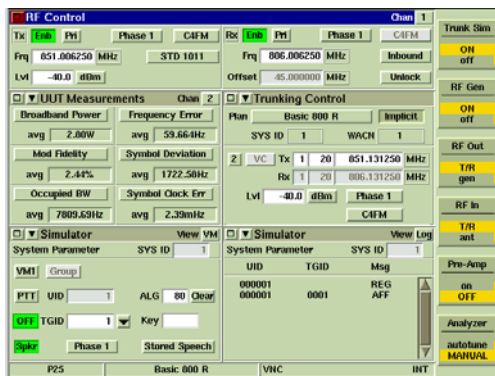 RF Control Chan 1
Tx Enb Pri Phase 1 C4FM Rx Enb Pri Phase 1 C4FM
Frq 851.006250 MHz STD 1011 Frq 806.006250 MHz Inbound
Lvl -40.0 dBm Offset 45.000000 MHz Unlock
UUT Measurements Chan 2
Broadband Power Frequency Error
avg 2.80W avg 59.664Hz
Mod Fidelity Symbol Deviation
avg 2.44% avg 1722.50Hz
Occupied BW Symbol Clock Err
avg 7809.69Hz avg 2.39mHz
Trunking Control
Plan Basic 800 R Implicit
SYS ID 1 WACN 1
2 VC Tx 1 20 851.131250 MHz
Rx 1 20 806.131250 MHz
Lvl -40.0 dBm Phase 1
C4FM
Simulator View VM
System Parameter SYS ID 1
VM1 Group
PTT UID 1 ALG 80 Clear
OFF TGID 1 Key
Spkr Phase 1 Stored Speech
Simulator View Log
System Parameter SYS ID 1
UID TGID Msg
000001 REG
000001 0001 AFF
P25 Basic 800 R VNC INT
Trunk Sim
ON
off
RF Gen
ON
off
RF Out
T/R
gen
RF In
T/R
ant
Pre-Amp
on
OFF
Analyzer
autotune
MANUAL